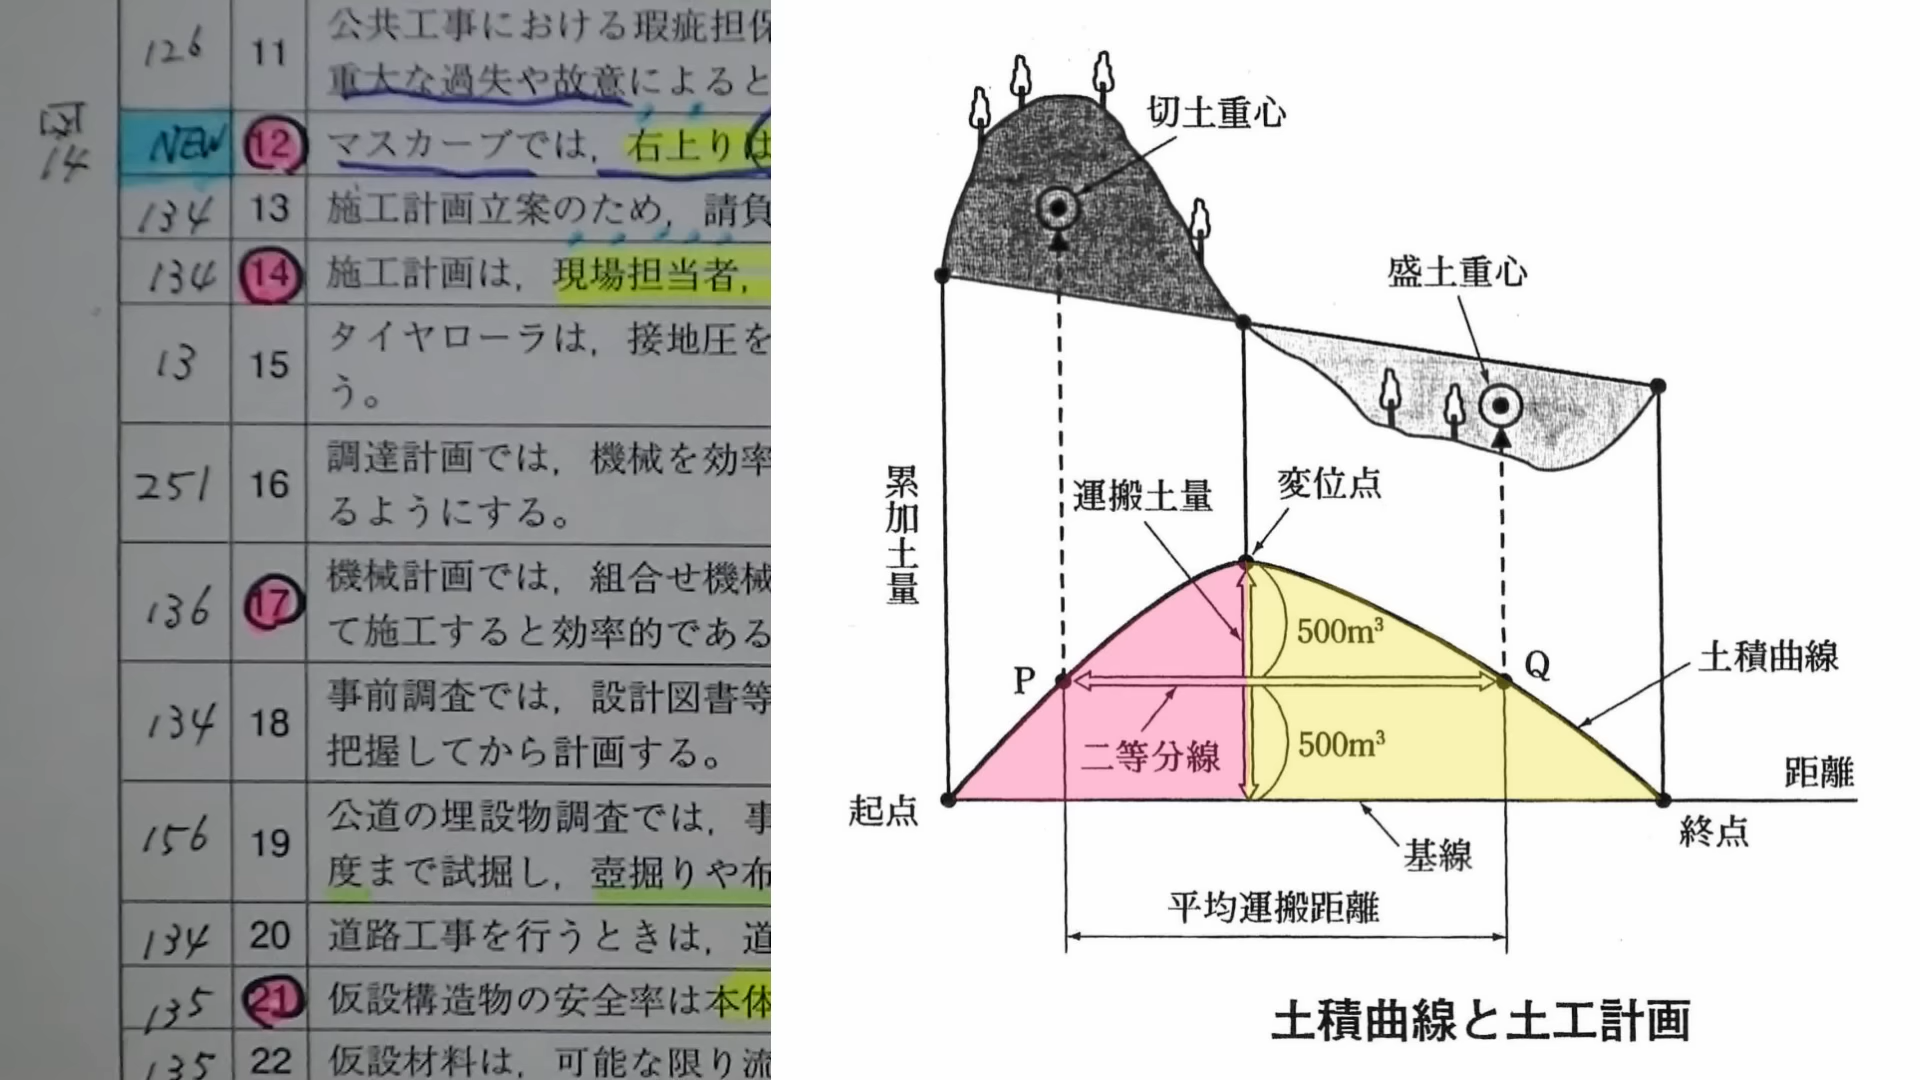 126 11 公共工事における瑕疵担保
重大な過失や故意によると
図14
NEW 12 マスカーブでは，右上りは
134 13 施工計画立案のため，請負
134 14 施工計画は，現場担当者，
13 15 タイヤローラは，接地圧を
う。
251 16 調達計画では，機械を効率
るようにする。
136 17 機械計画では，組合せ機械
て施工すると効率的である
134 18 事前調査では，設計図書等
把握してから計画する。
156 19 公道の埋設物調査では，事
度まで試掘し，壺掘りや布
134 20 道路工事を行うときは，道
135 21 仮設構造物の安全率は本体
135 22 仮設材料は，可能な限り流
切土重心
盛土重心
累加土量
運搬土量
変位点
500m³
P
Q
土積曲線
二等分線
500m³
距離
起点
終点
基線
平均運搬距離
土積曲線と土工計画